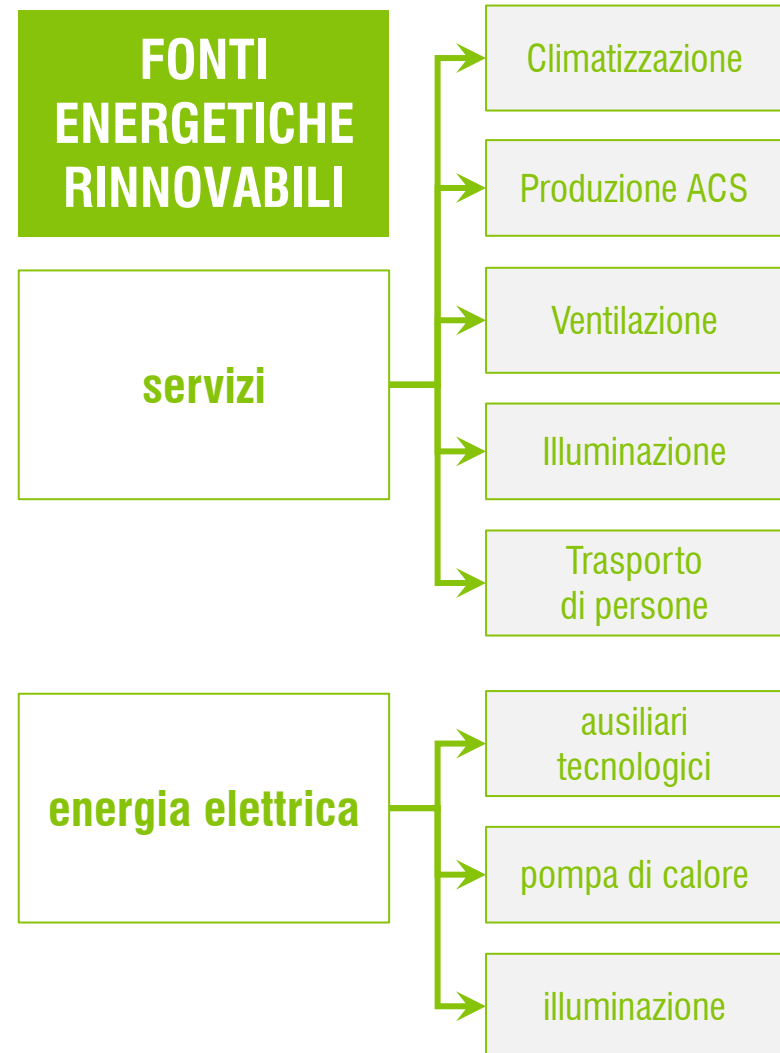 FONTI
ENERGETICHE
RINNOVABILI
servizi
Climatizzazione
Produzione ACS
Ventilazione
Illuminazione
Trasporto
di persone
energia elettrica
ausiliari
tecnologici
pompa di calore
illuminazione